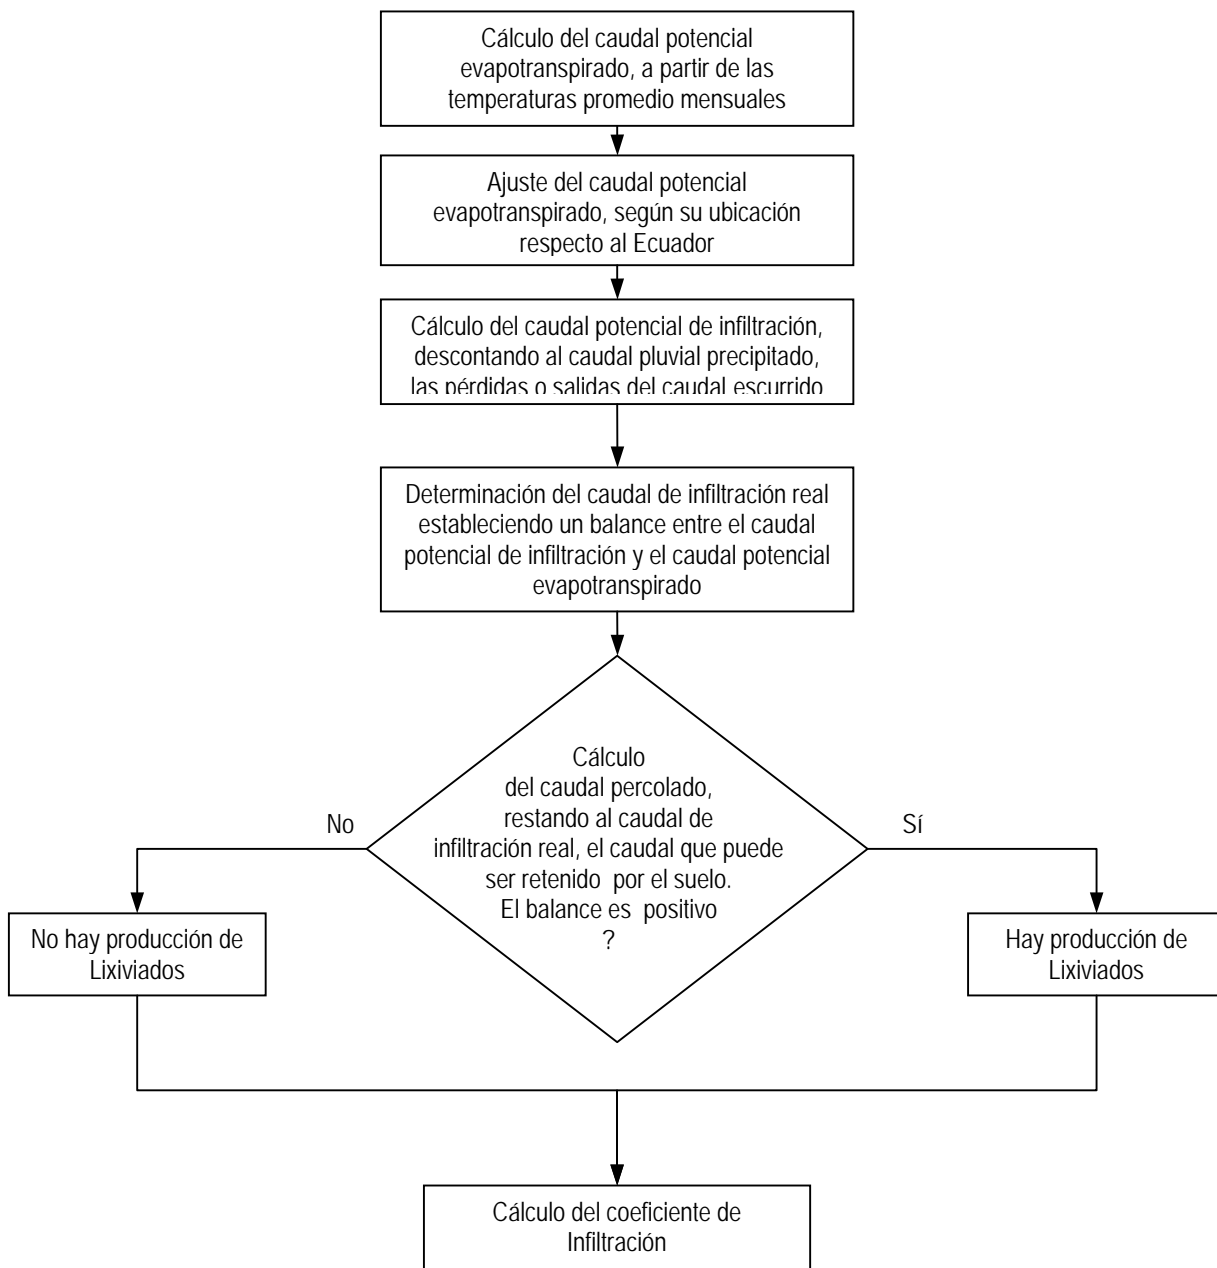 Cálculo del caudal potencial
evapotranspirado, a partir de las
temperaturas promedio mensuales
Ajuste del caudal potencial
evapotranspirado, según su ubicación
respecto al Ecuador
Cálculo del caudal potencial de infiltración,
descontando al caudal pluvial precipitado,
las pérdidas o salidas del caudal escurrido
Determinación del caudal de infiltración real
estableciendo un balance entre el caudal
potencial de infiltración y el caudal potencial
evapotranspirado
Cálculo
del caudal percolado,
restando al caudal de
infiltración real, el caudal que puede
ser retenido por el suelo.
El balance es positivo
?
No
Sí
No hay producción de
Lixiviados
Hay producción de
Lixiviados
Cálculo del coeficiente de
Infiltración